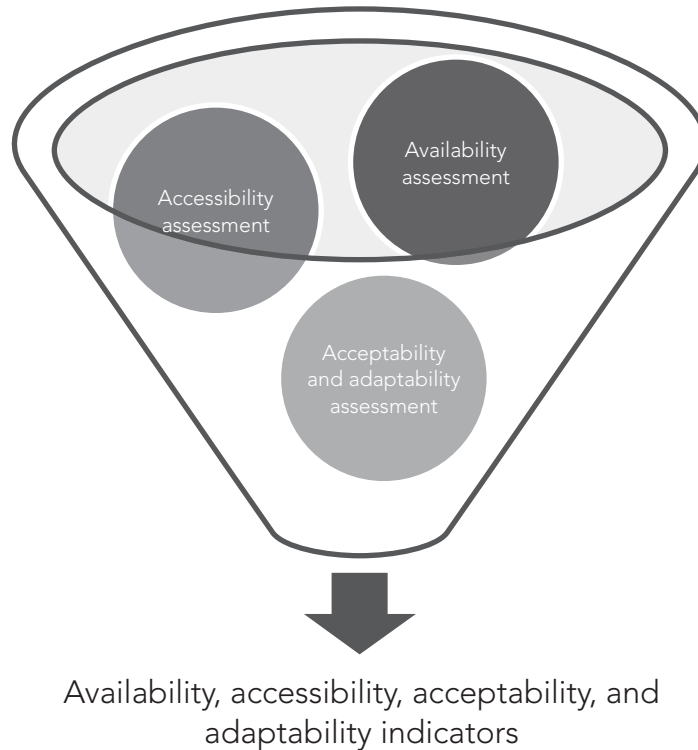 Availability
assessment
Accessibility
assessment
Acceptability
and adaptability
assessment
Availability, accessibility, acceptability, and
adaptability indicators